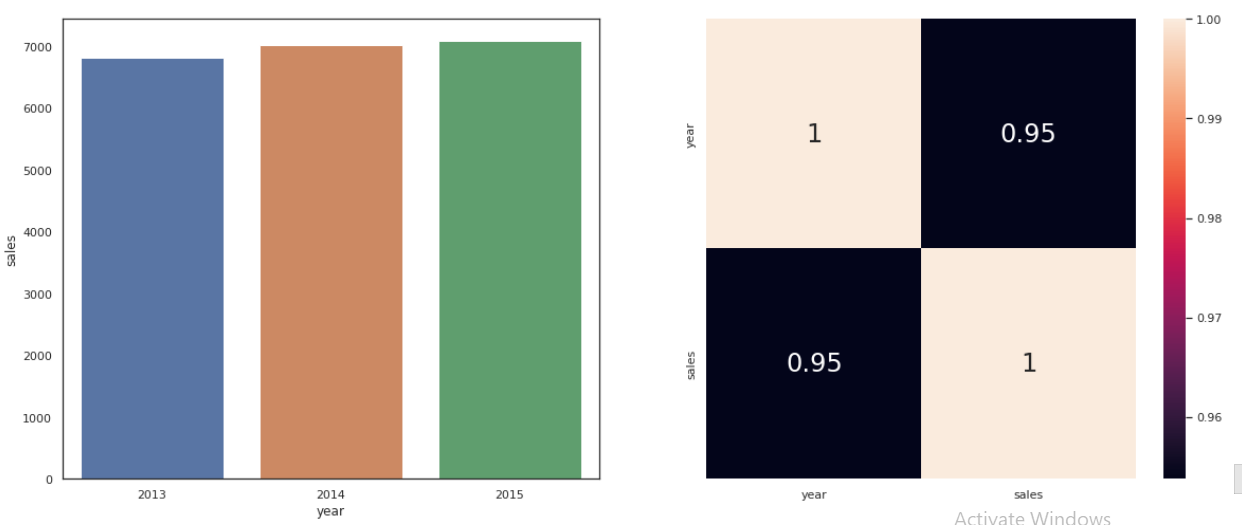 7000
6000
5000
4000
3000
2000
1000
0
sales
2013 2014 2015
year
year
sales
1 0.95
0.95 1
year sales
1.00
0.99
0.98
0.97
0.96
Activate Windows